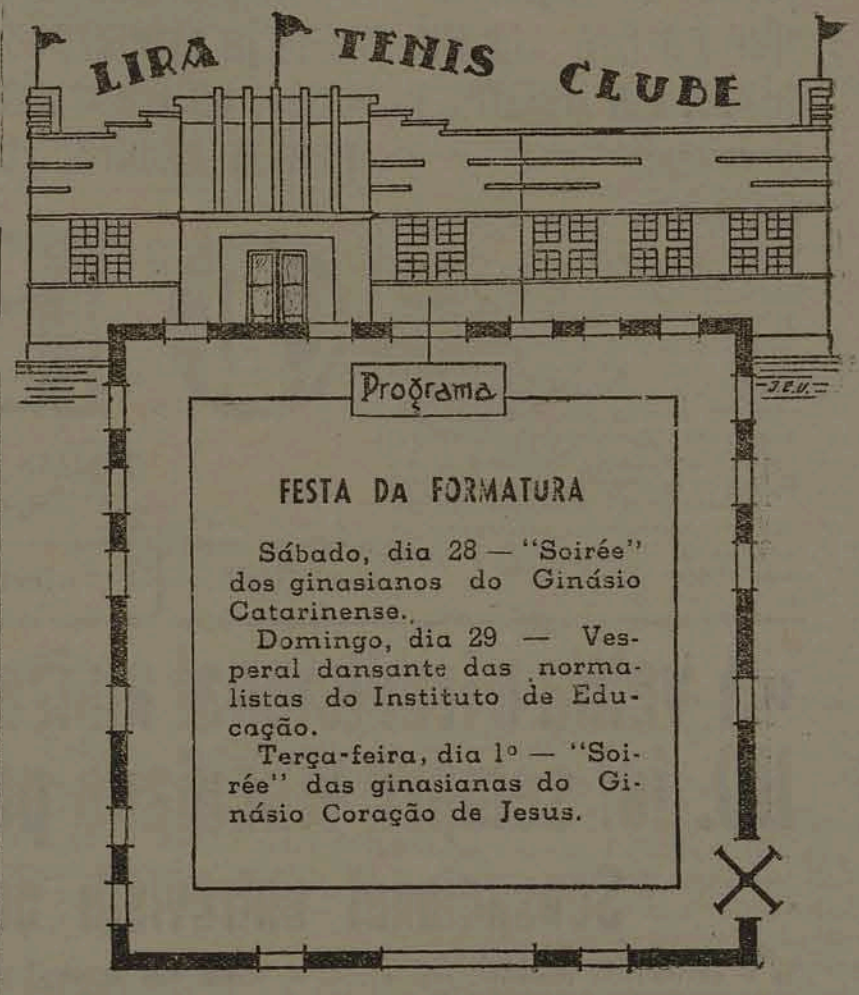 LIRA TENIS CLUBE
Programa
J.E.U.
FESTA DA FORMATURA
Sábado, dia 28 — "Soirée"
dos ginasianos do Ginásio
Catarinense.
Domingo, dia 29 — Ves-
peral dansante das norma-
listas do Instituto de Edu-
cação.
Terça-feira, dia 1º — "Soi-
rée" das ginasianas do Gi-
násio Coração de Jesus.